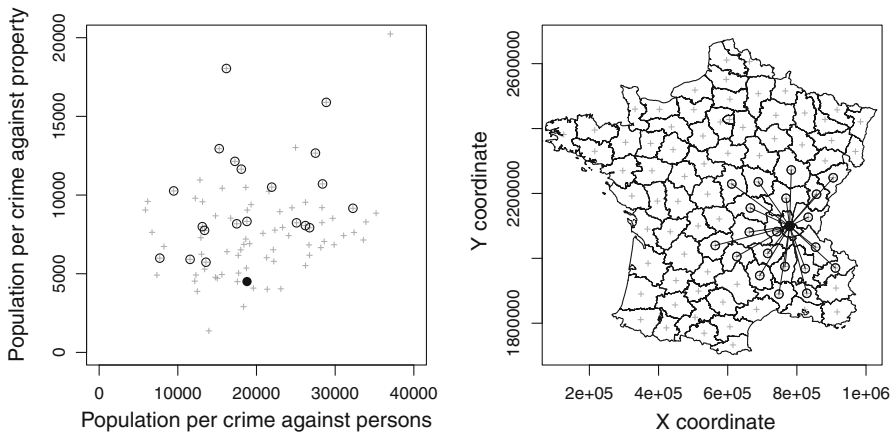 Population per crime against property
0
5000
10000
15000
20000
0 10000 20000 30000 40000
Population per crime against persons
Y coordinate
1800000
2200000
2600000
2e+05 4e+05 6e+05 8e+05 1e+06
X coordinate